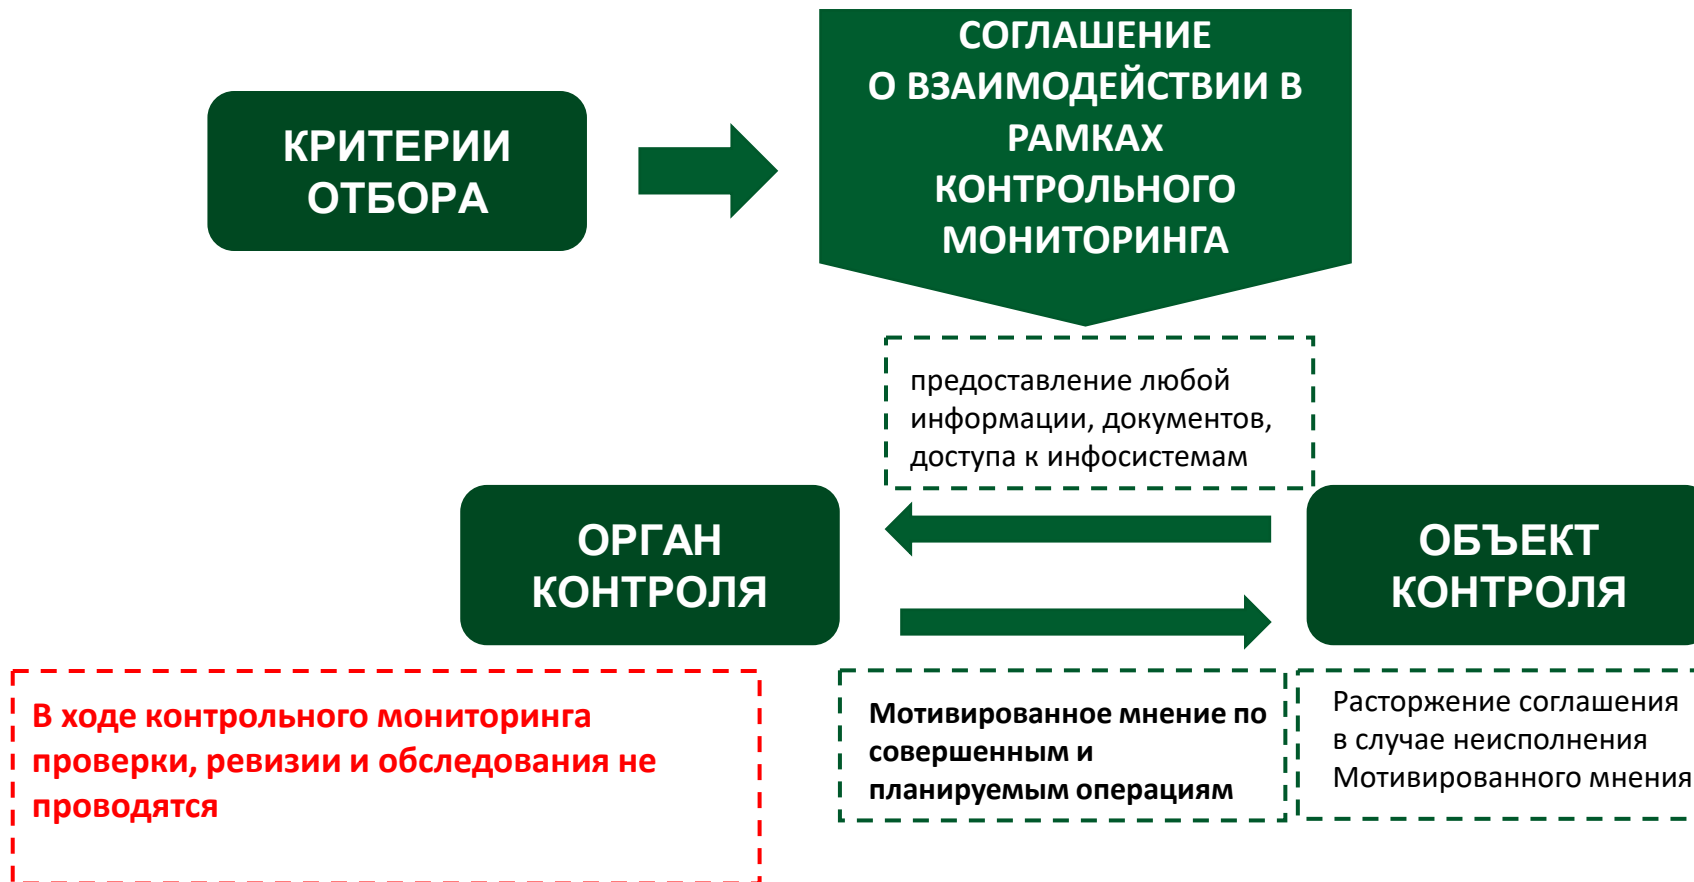 КРИТЕРИИ
ОТБОРА
СОГЛАШЕНИЕ
О ВЗАИМОДЕЙСТВИИ В
РАМКАХ
КОНТРОЛЬНОГО
МОНИТОРИНГА
предоставление любой
информации, документов,
доступа к инфосистемам
ОРГАН
КОНТРОЛЯ
ОБЪЕКТ
КОНТРОЛЯ
В ходе контрольного мониторинга
проверки, ревизии и обследования не
проводятся
Мотивированное мнение по
совершенным и
планируемым операциям
Расторжение соглашения
в случае неисполнения
Мотивированного мнения